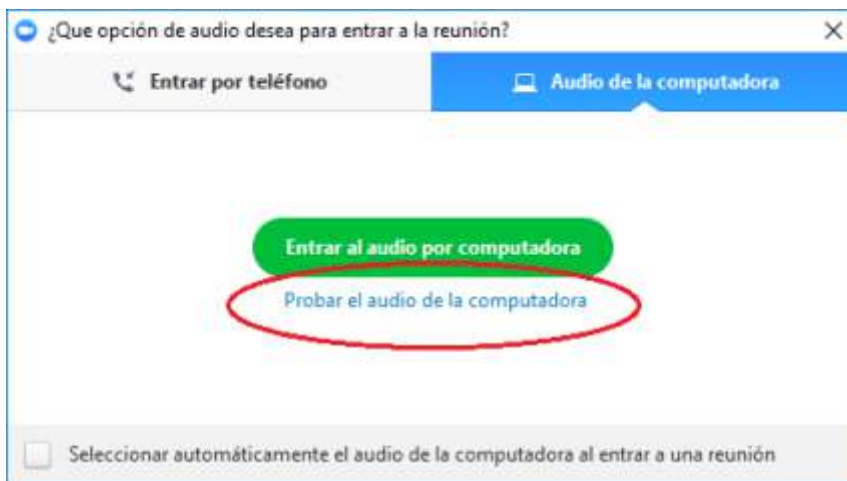 ¿Que opción de audio desea para entrar a la reunión?
Entrar por teléfono
Audio de la computadora
Entrar al audio por computadora
Probar el audio de la computadora
Seleccionar automáticamente el audio de la computadora al entrar a una reunión